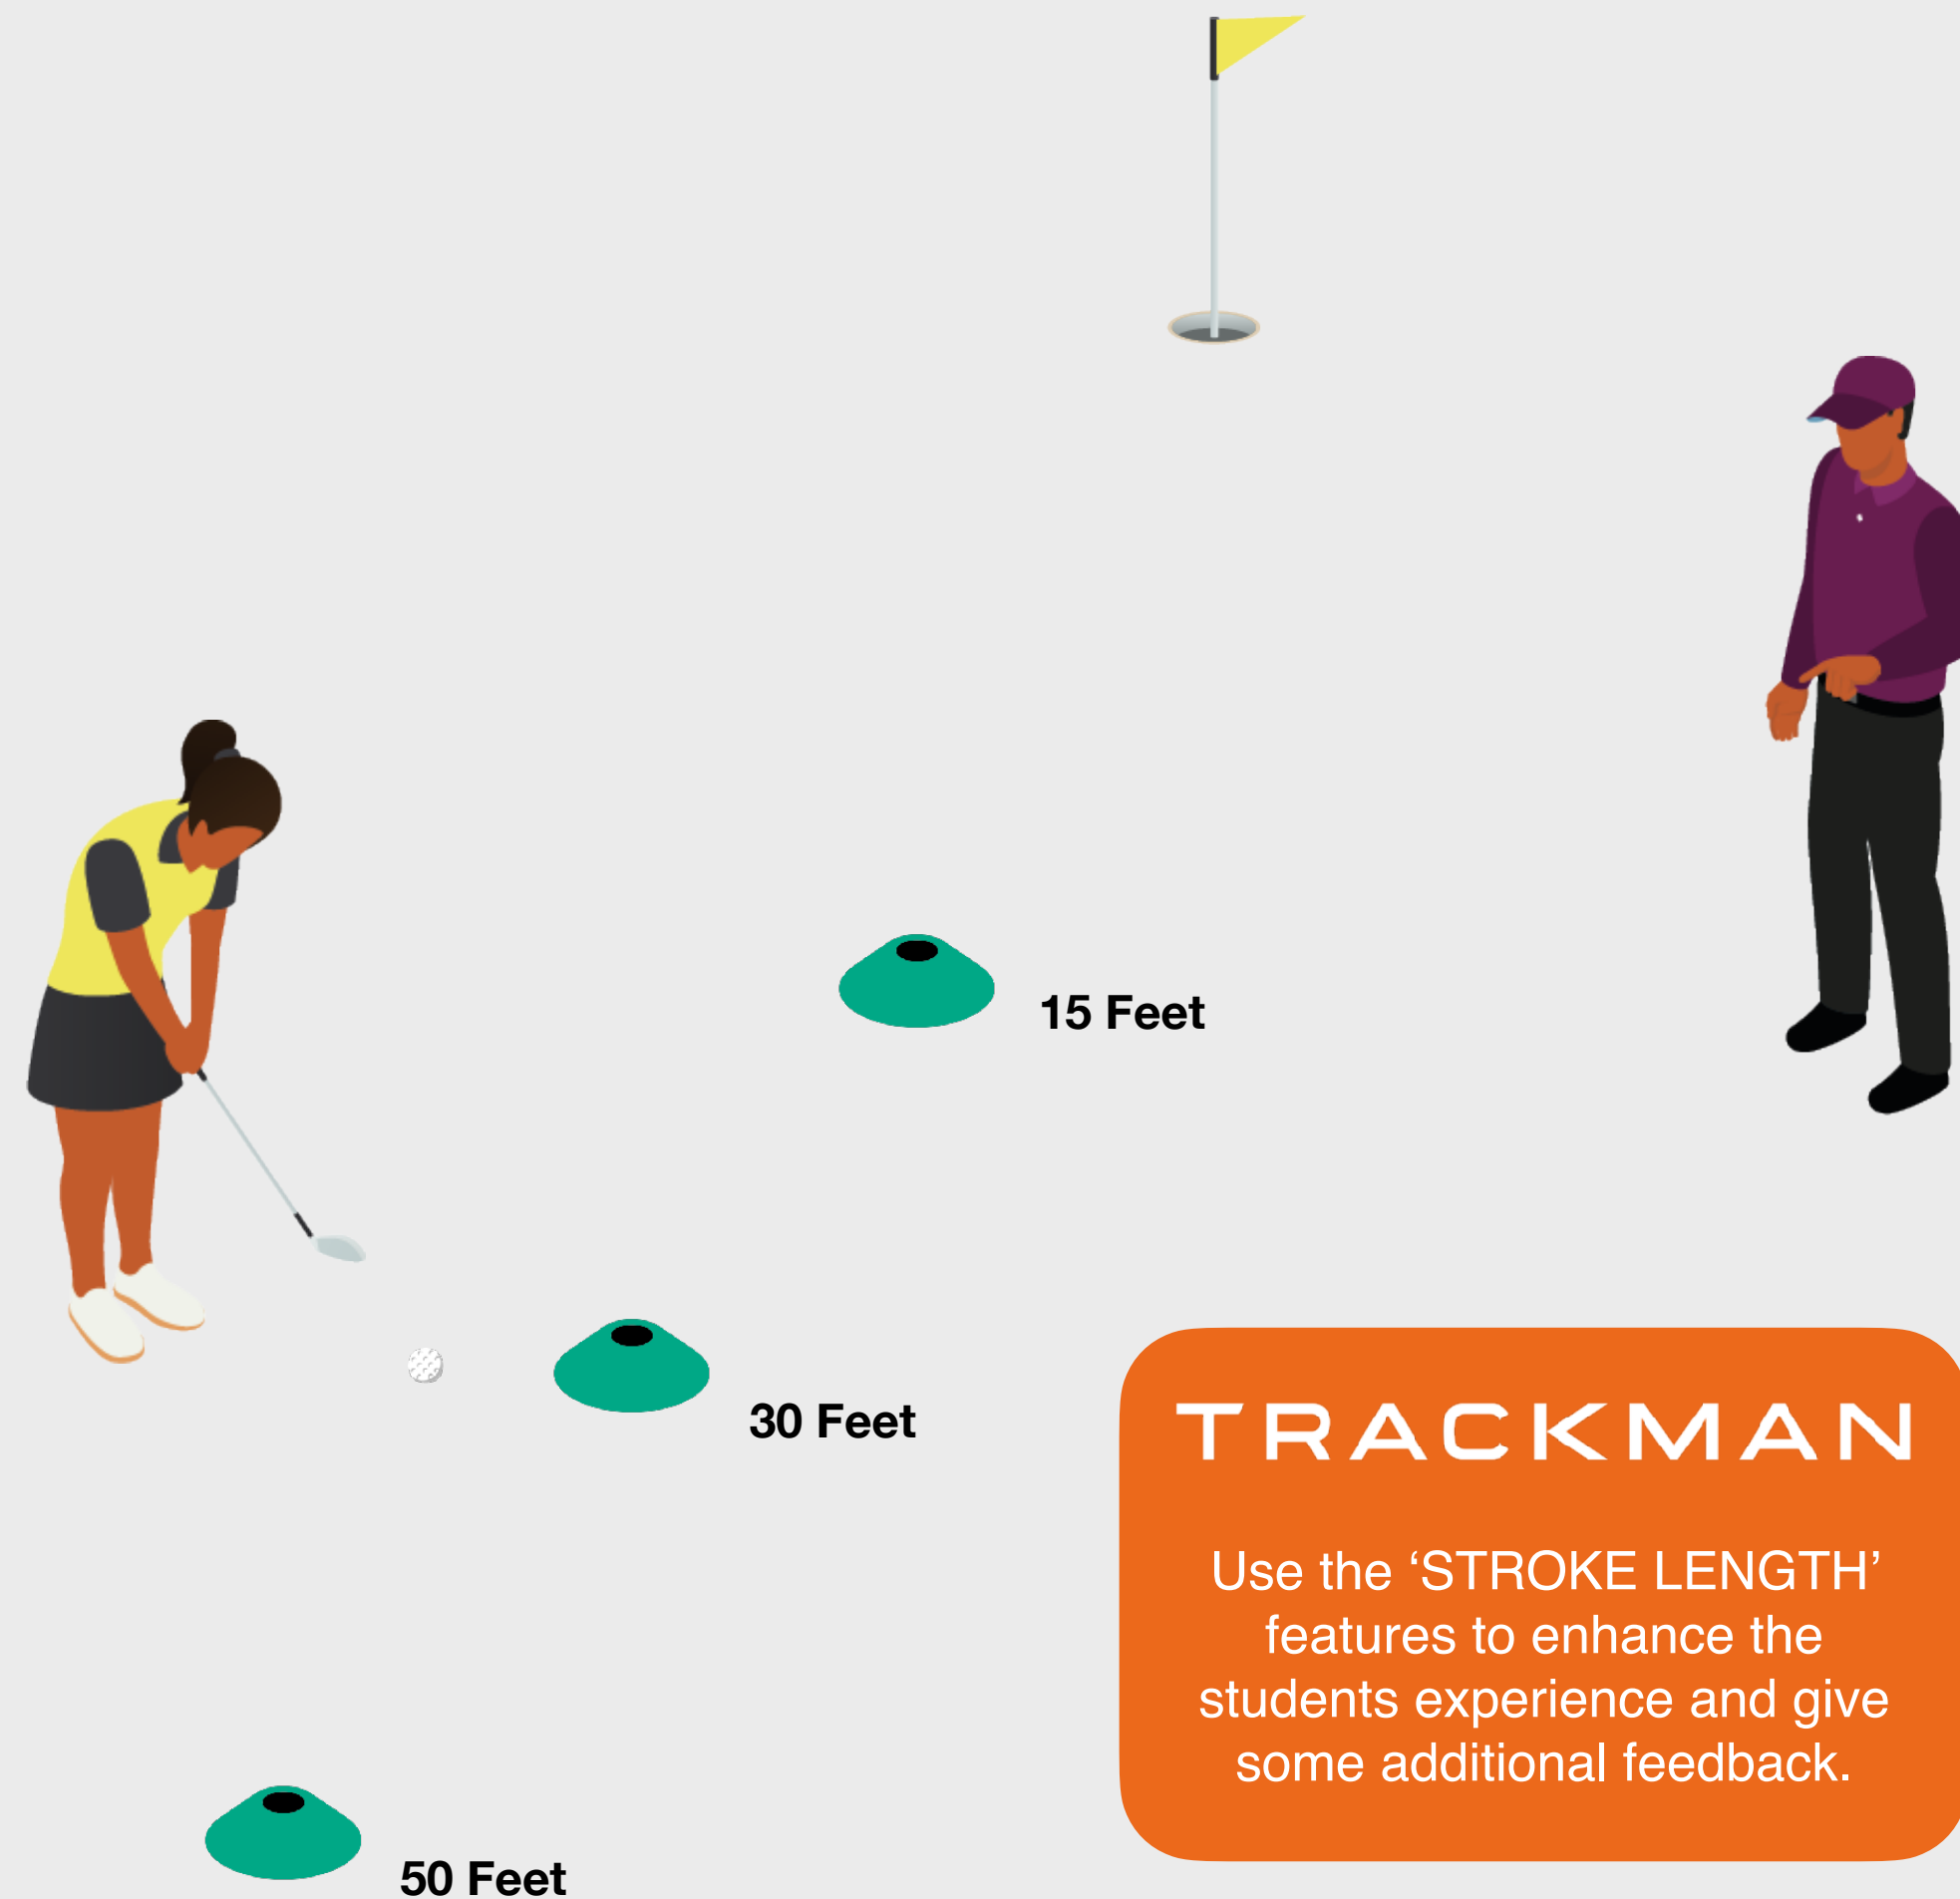 15 Feet
30 Feet
TRACKMAN
Use the ‘STROKE LENGTH’
features to enhance the
students experience and give
some additional feedback.
50 Feet